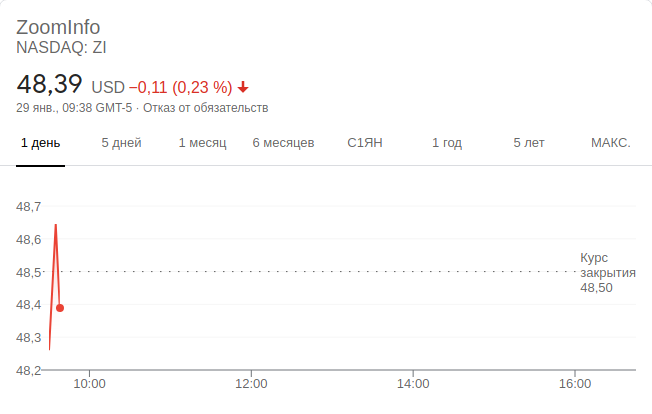 ZoomInfo
NASDAQ: ZI
48,39 USD −0,11 (0,23 %)
29 янв., 09:38 GMT-5 · Отказ от обязательств
1 день 5 дней 1 месяц 6 месяцев С1ЯН 1 год 5 лет МАКС.
48,7
48,6
Курс
48,5 закрытия
48,50
48,4
48,3
48,2
10:00 12:00 14:00 16:00